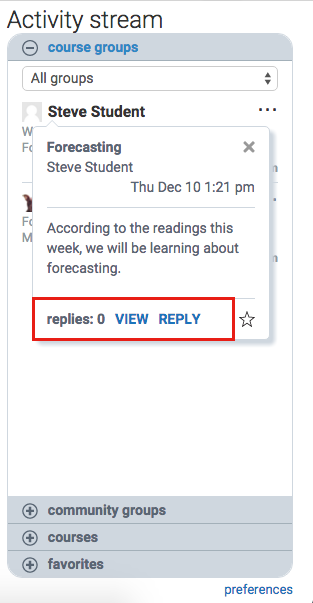 Activity stream
course groups
All groups
Steve Student
Forecasting
Steve Student
Thu Dec 10 1:21 pm
According to the readings this
week, we will be learning about
forecasting.
replies: 0 VIEW REPLY
community groups
courses
favorites
preferences